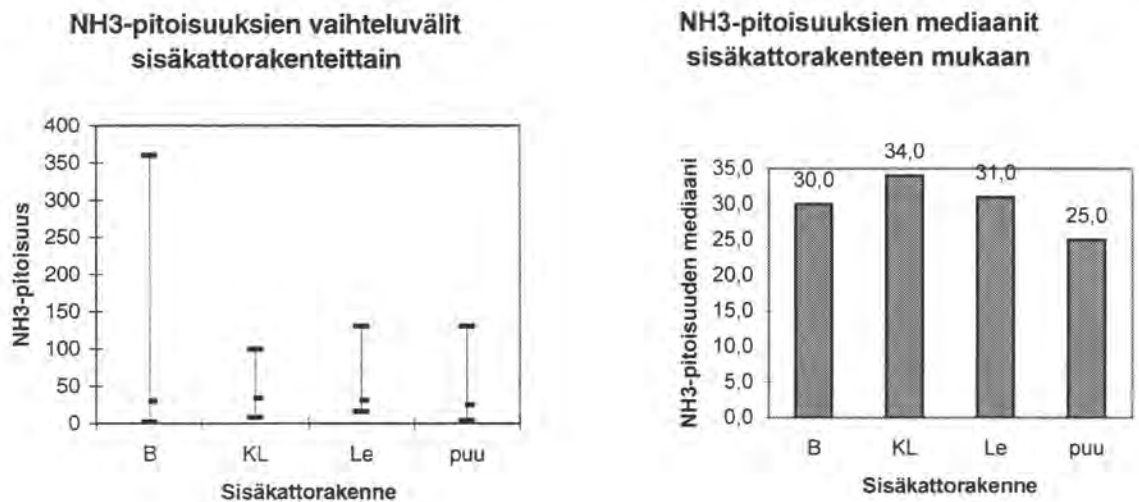 NH3-pitoisuuksien vaihteluvälit
sisäkattorakenteittain
400
350
300
250
200
150
100
50
0
NH3-pitoisuus
B KL Le puu
Sisäkattorakenne
NH3-pitoisuuksien mediaanit
sisäkattorakenteen mukaan
35,0
30,0
25,0
20,0
15,0
10,0
5,0
0,0
NH3-pitoisuuden mediaani
30,0
34,0
31,0
25,0
B KL Le puu
Sisäkattorakenne